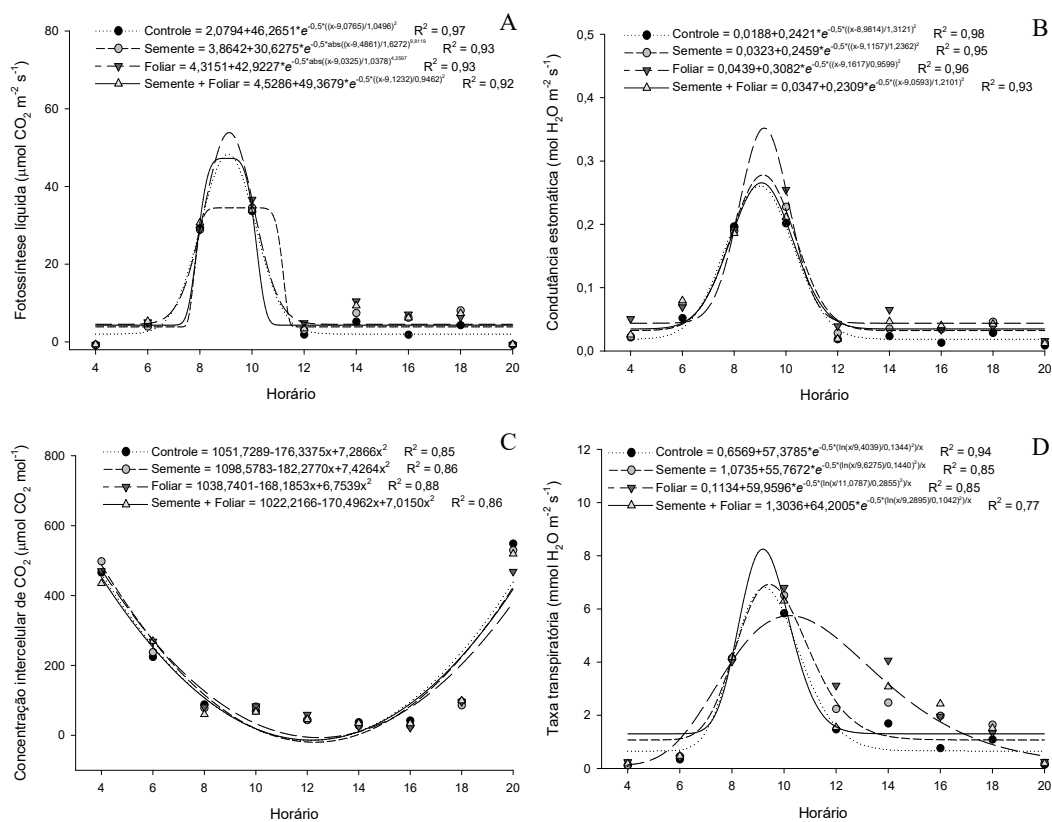 A
Controle = 2,0794+46,2651*e^-0,5*((x-9,0765)/1,0496)² R² = 0,97
Semente = 3,8642+30,6275*e^-0,5*abs((x-9,4861)/1,6272)^9,8119 R² = 0,93
Foliar = 4,3151+42,9227*e^-0,5*abs((x-9,0325)/1,0378)^4,2597 R² = 0,93
Semente + Foliar = 4,5286+49,3679*e^-0,5*((x-9,1232)/0,9462)² R² = 0,92
Fotossíntese líquida (µmol CO₂ m⁻² s⁻¹)
80
60
40
20
0
4 6 8 10 12 14 16 18 20
Horário
B
Controle = 0,0188+0,2421*e^-0,5*((x-8,9814)/1,3121)² R² = 0,98
Semente = 0,0323+0,2459*e^-0,5*((x-9,1157)/1,2362)² R² = 0,95
Foliar = 0,0439+0,3082*e^-0,5*((x-9,1617)/0,9599)² R² = 0,96
Semente + Foliar = 0,0347+0,2309*e^-0,5*((x-9,0593)/1,2101)² R² = 0,93
Condutância estomática (mol H₂O m⁻² s⁻¹)
0,5
0,4
0,3
0,2
0,1
0,0
4 6 8 10 12 14 16 18 20
Horário
C
Controle = 1051,7289-176,3375x+7,2866x² R² = 0,85
Semente = 1098,5783-182,2770x+7,4264x² R² = 0,86
Foliar = 1038,7401-168,1853x+6,7539x² R² = 0,88
Semente + Foliar = 1022,2166-170,4962x+7,0150x² R² = 0,86
Concentração intercelular de CO₂ (µmol CO₂ mol⁻¹)
800
600
400
200
0
4 6 8 10 12 14 16 18 20
Horário
D
Controle = 0,6569+57,3785*e^-0,5*(ln(x/9,4039)/0,1344)²)/x R² = 0,94
Semente = 1,0735+55,7672*e^-0,5*(ln(x/9,6275)/0,1440)²)/x R² = 0,85
Foliar = 0,1134+59,9596*e^-0,5*(ln(x/11,0787)/0,2855)²)/x R² = 0,85
Semente + Foliar = 1,3036+64,2005*e^-0,5*(ln(x/9,2895)/0,1042)²)/x R² = 0,77
Taxa transpiratória (mmol H₂O m⁻² s⁻¹)
12
10
8
6
4
2
0
4 6 8 10 12 14 16 18 20
Horário